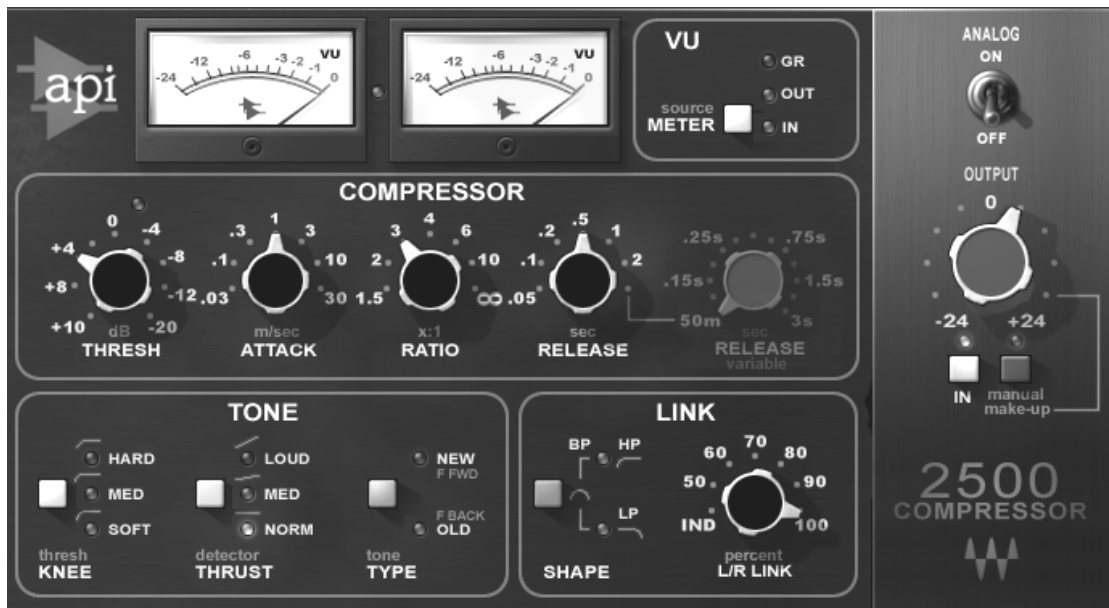 api
-24 -12 -6 -3 -2 -1 0 VU
-24 -12 -6 -3 -2 -1 0 VU
VU
GR
OUT
IN
source
METER
ANALOG
ON
OFF
OUTPUT
0
-24 +24
IN
manual
make-up
2500
COMPRESSOR
COMPRESSOR
+10 +8 +4 0 -4 -8 -12 -20
dB
THRESH
.03 .1 .3 1 3 10 30
m/sec
ATTACK
1.5 2 3 4 6 10 ∞
x:1
RATIO
.05 .1 .2 .5 1 2
sec
RELEASE
50m .15s .25s .75s 1.5s 3s
sec
RELEASE
variable
TONE
HARD
MED
SOFT
thresh
KNEE
LOUD
MED
NORM
detector
THRUST
NEW
F FWD
F BACK
OLD
tone
TYPE
LINK
BP HP
LP
SHAPE
IND 50 60 70 80 90 100
percent
L/R LINK